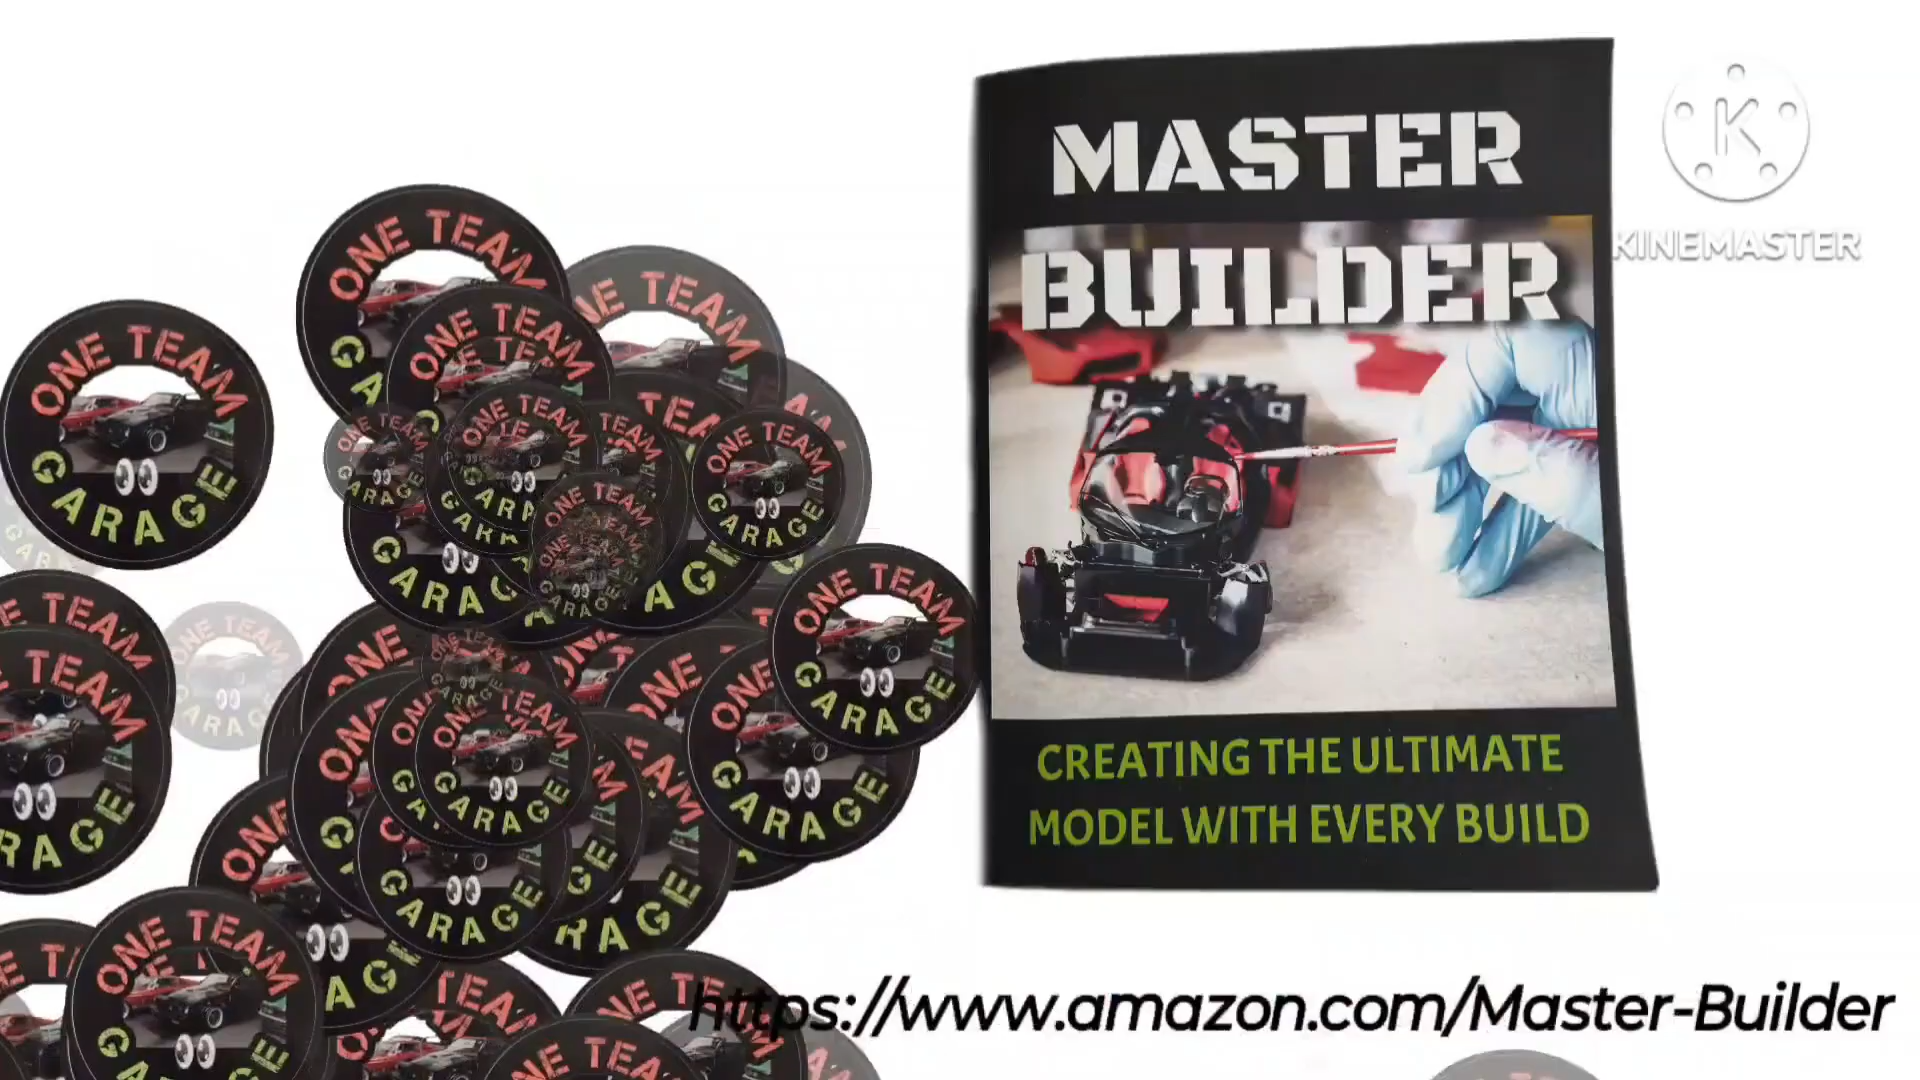 ONE TEAM
GARAGE
MASTER
BUILDER
CREATING THE ULTIMATE
MODEL WITH EVERY BUILD
K
KINEMASTER
https://www.amazon.com/Master-Builder